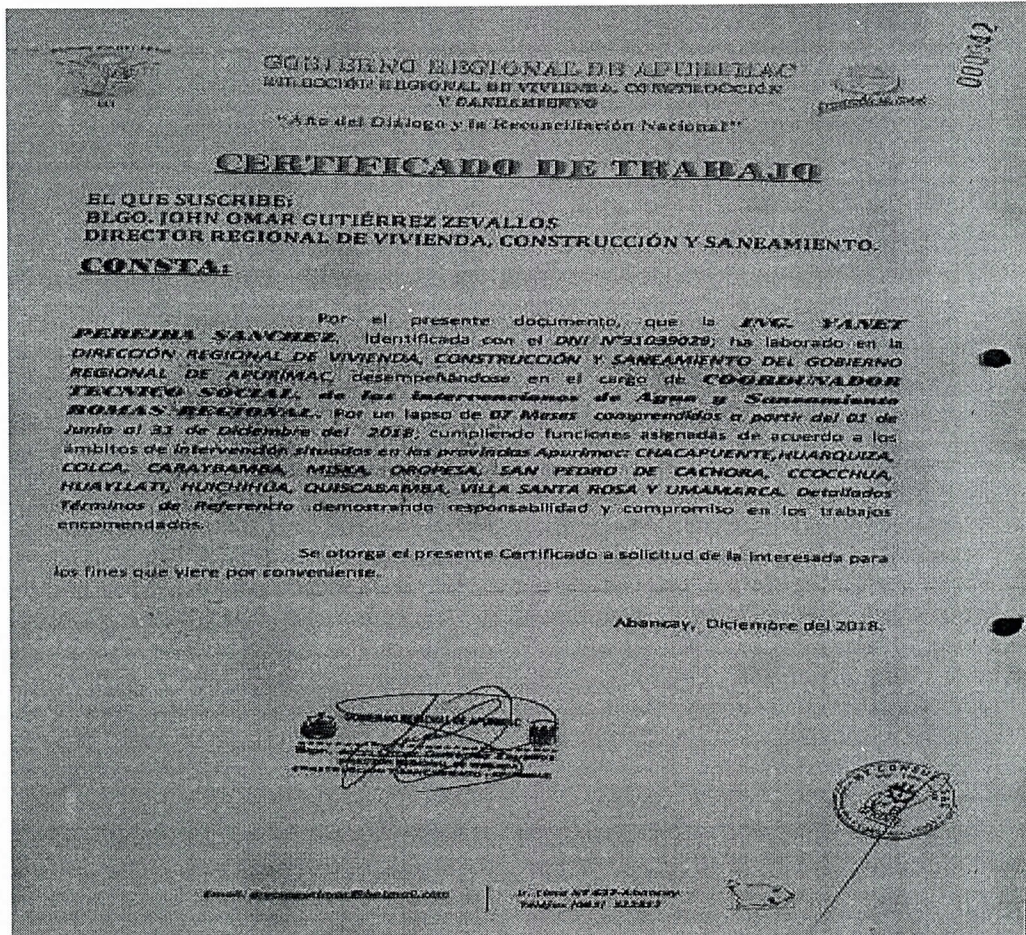 000042
GOBIERNO REGIONAL DE APURIMAC
DIRECCIÓN REGIONAL DE VIVIENDA, CONSTRUCCIÓN
Y SANEAMIENTO
"Año del Diálogo y la Reconciliación Nacional"
CERTIFICADO DE TRABAJO
EL QUE SUSCRIBE:
BLGO. JOHN OMAR GUTIÉRREZ ZEVALLOS
DIRECTOR REGIONAL DE VIVIENDA, CONSTRUCCIÓN Y SANEAMIENTO.
CONSTA:
Por el presente documento, que la ING. YANET
PEREIRA SANCHEZ, Identificada con el DNI N°31039029; ha laborado en la
DIRECCIÓN REGIONAL DE VIVIENDA, CONSTRUCCIÓN Y SANEAMIENTO DEL GOBIERNO
REGIONAL DE APURÍMAC, desempeñándose en el cargo de COORDINADOR
TECNICO SOCIAL, de las intervenciones de Agua y Saneamiento
ROMAS REGIONAL. Por un lapso de 07 Meses comprendidos a partir del 01 de
Junio al 31 de Diciembre del 2018; cumpliendo funciones asignadas de acuerdo a los
ámbitos de intervención situados en las provincias Apurímac: CHACAPUENTE, HUARQUIZA,
COLCA, CARAYBAMBA, MISKA, OROPESA, SAN PEDRO DE CACHORA, CCOCCHUA,
HUAYLLATI, HUICHIHUA, QUISCABAMBA, VILLA SANTA ROSA Y UMAMARCA. Detallados
Términos de Referencia demostrando responsabilidad y compromiso en los trabajos
encomendados.
Se otorga el presente Certificado a solicitud de la interesada para
los fines que viere por conveniente.
Abancay, Diciembre del 2018.
GOBIERNO REGIONAL DE APURIMAC
Email: